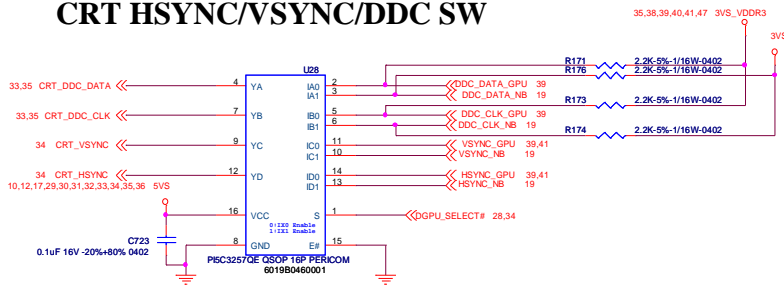 CRT HSYNC/VSYNC/DDC SW
35,38,39,40,41,47 3VS_VDDR3
3VS
U28
R171 2.2K-5%-1/16W-0402
R176 2.2K-5%-1/16W-0402
33,35 CRT_DDC_DATA 4 YA IA0 2 DDC_DATA_GPU 39
IA1 3 DDC_DATA_NB 19
R173 2.2K-5%-1/16W-0402
33,35 CRT_DDC_CLK 7 YB IB0 5 DDC_CLK_GPU 39
IB1 6 DDC_CLK_NB 19
R174 2.2K-5%-1/16W-0402
34 CRT_VSYNC 9 YC IC0 11 VSYNC_GPU 39,41
IC1 10 VSYNC_NB 19
34 CRT_HSYNC 12 YD ID0 14 HSYNC_GPU 39,41
ID1 13 HSYNC_NB 19
10,12,17,29,30,31,32,33,34,35,36 5VS
16 VCC S 1 DGPU_SELECT# 28,34
0:IX0 Enable
1:IX1 Enable
C723
8 GND E# 15
0.1uF 16V -20%+80% 0402
PI5C3257QE QSOP 16P PERICOM
6019B0460001